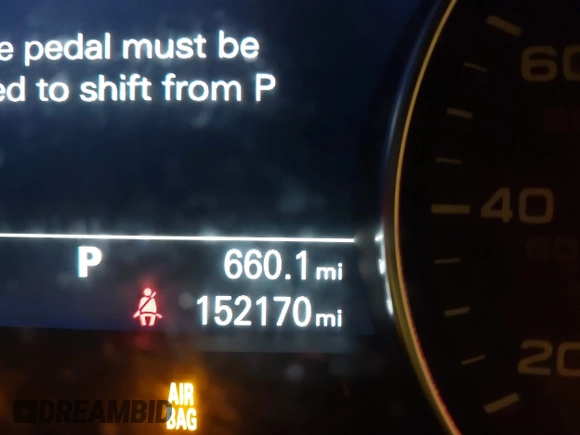 e pedal must be
ed to shift from P
60
40
P
660.1 mi
152170 mi
20
AIR
BAG
DREAMBID